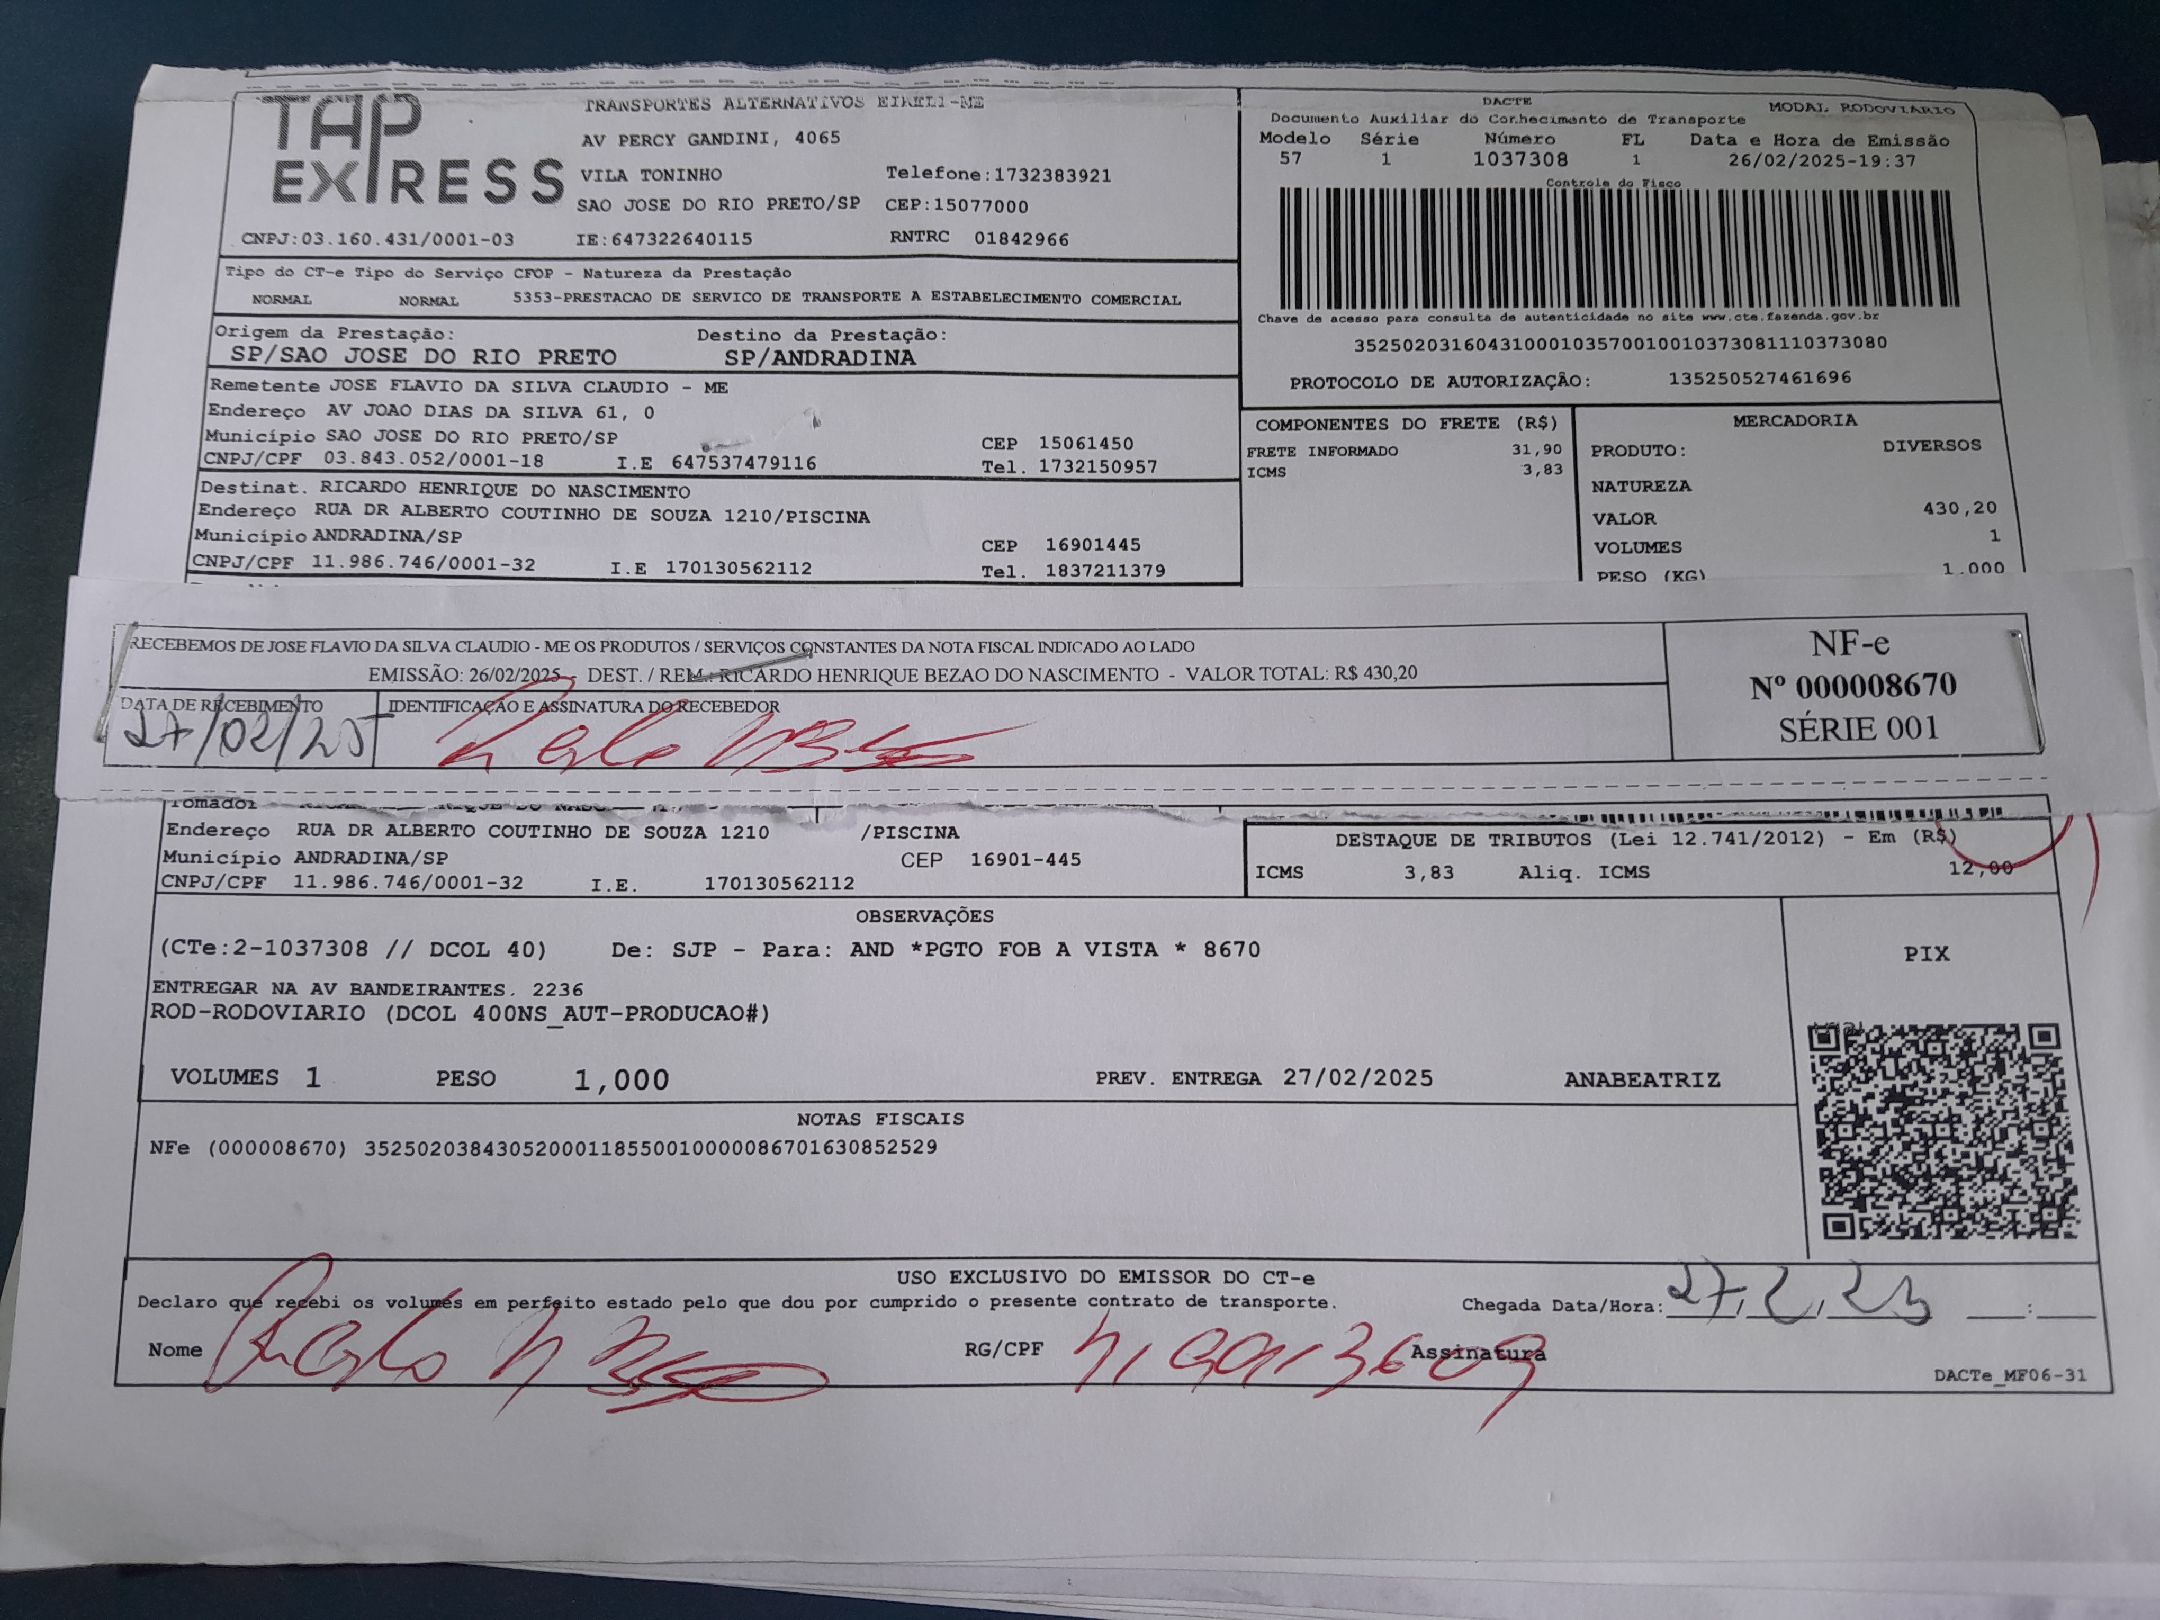 TAP EXPRESS
TRANSPORTES ALTERNATIVOS EIRELI-ME
AV PERCY GANDINI, 4065
VILA TONINHO Telefone:1732383921
SAO JOSE DO RIO PRETO/SP CEP:15077000
CNPJ:03.160.431/0001-03 IE:647322640115 RNTRC 01842966
DACTE MODAL RODOVIARIO
Documento Auxiliar do Conhecimento de Transporte
Modelo Série Número FL Data e Hora de Emissão
57 1 1037308 1 26/02/2025-19:37
Controle do Fisco
Chave de acesso para consulta de autenticidade no site www.cte.fazenda.gov.br
35250203160431000103570010010373081110373080
PROTOCOLO DE AUTORIZAÇÃO: 135250527461696
Tipo do CT-e Tipo do Serviço CFOP - Natureza da Prestação
NORMAL NORMAL 5353-PRESTACAO DE SERVICO DE TRANSPORTE A ESTABELECIMENTO COMERCIAL
Origem da Prestação: Destino da Prestação:
SP/SAO JOSE DO RIO PRETO SP/ANDRADINA
Remetente JOSE FLAVIO DA SILVA CLAUDIO - ME
Endereço AV JOAO DIAS DA SILVA 61, 0
Município SAO JOSE DO RIO PRETO/SP CEP 15061450
CNPJ/CPF 03.843.052/0001-18 I.E 647537479116 Tel. 1732150957
Destinat. RICARDO HENRIQUE DO NASCIMENTO
Endereço RUA DR ALBERTO COUTINHO DE SOUZA 1210/PISCINA
Município ANDRADINA/SP CEP 16901445
CNPJ/CPF 11.986.746/0001-32 I.E 170130562112 Tel. 1837211379
COMPONENTES DO FRETE (R$)
FRETE INFORMADO 31,90
ICMS 3,83
MERCADORIA
PRODUTO: DIVERSOS
NATUREZA
VALOR 430,20
VOLUMES 1
PESO (KG) 1,000
RECEBEMOS DE JOSE FLAVIO DA SILVA CLAUDIO - ME OS PRODUTOS / SERVIÇOS CONSTANTES DA NOTA FISCAL INDICADO AO LADO
EMISSÃO: 26/02/2025 - DEST. / REM.: RICARDO HENRIQUE BEZAO DO NASCIMENTO - VALOR TOTAL: R$ 430,20
DATA DE RECEBIMENTO IDENTIFICAÇÃO E ASSINATURA DO RECEBEDOR
27/02/25
NF-e
Nº 000008670
SÉRIE 001
Tomador
Endereço RUA DR ALBERTO COUTINHO DE SOUZA 1210 /PISCINA
Município ANDRADINA/SP CEP 16901-445
CNPJ/CPF 11.986.746/0001-32 I.E. 170130562112
DESTAQUE DE TRIBUTOS (Lei 12.741/2012) - Em (R$)
ICMS 3,83 Aliq. ICMS 12,00
OBSERVAÇÕES
(CTe:2-1037308 // DCOL 40) De: SJP - Para: AND *PGTO FOB A VISTA * 8670
ENTREGAR NA AV BANDEIRANTES. 2236
ROD-RODOVIARIO (DCOL 400NS_AUT-PRODUCAO#)
VOLUMES 1 PESO 1,000 PREV. ENTREGA 27/02/2025 ANABEATRIZ
PIX
NOTAS FISCAIS
NFe (000008670) 35250203843052000118550010000086701630852529
USO EXCLUSIVO DO EMISSOR DO CT-e
Declaro que recebi os volumes em perfeito estado pelo que dou por cumprido o presente contrato de transporte. Chegada Data/Hora:
Nome RG/CPF Assinatura
DACTe_MF06-31